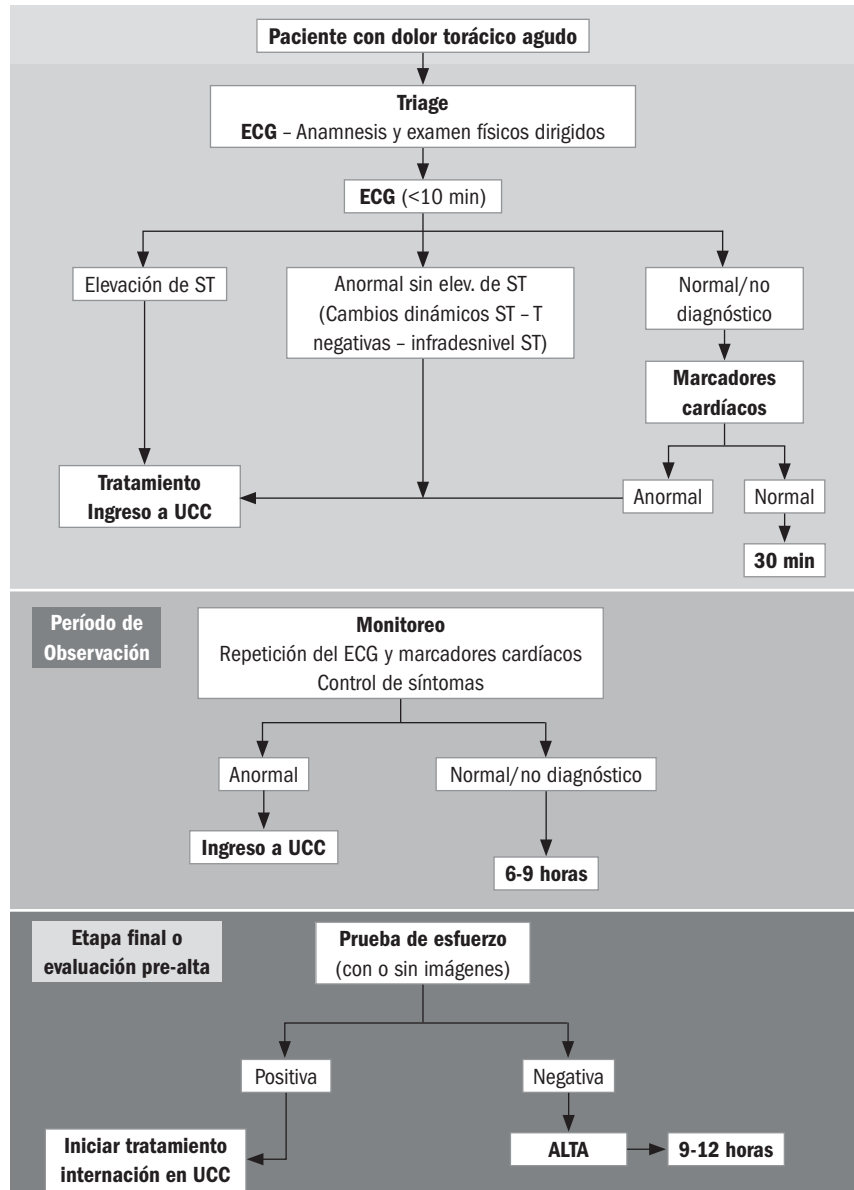 Paciente con dolor torácico agudo
Triage
ECG – Anamnesis y examen físicos dirigidos
ECG (<10 min)
Elevación de ST
Anormal sin elev. de ST
(Cambios dinámicos ST – T
negativas – infradesnivel ST)
Normal/no
diagnóstico
Marcadores
cardíacos
Tratamiento
Ingreso a UCC
Anormal
Normal
30 min
Período de
Observación
Monitoreo
Repetición del ECG y marcadores cardíacos
Control de síntomas
Anormal
Normal/no diagnóstico
Ingreso a UCC
6-9 horas
Etapa final o
evaluación pre-alta
Prueba de esfuerzo
(con o sin imágenes)
Positiva
Negativa
Iniciar tratamiento
internación en UCC
ALTA
9-12 horas